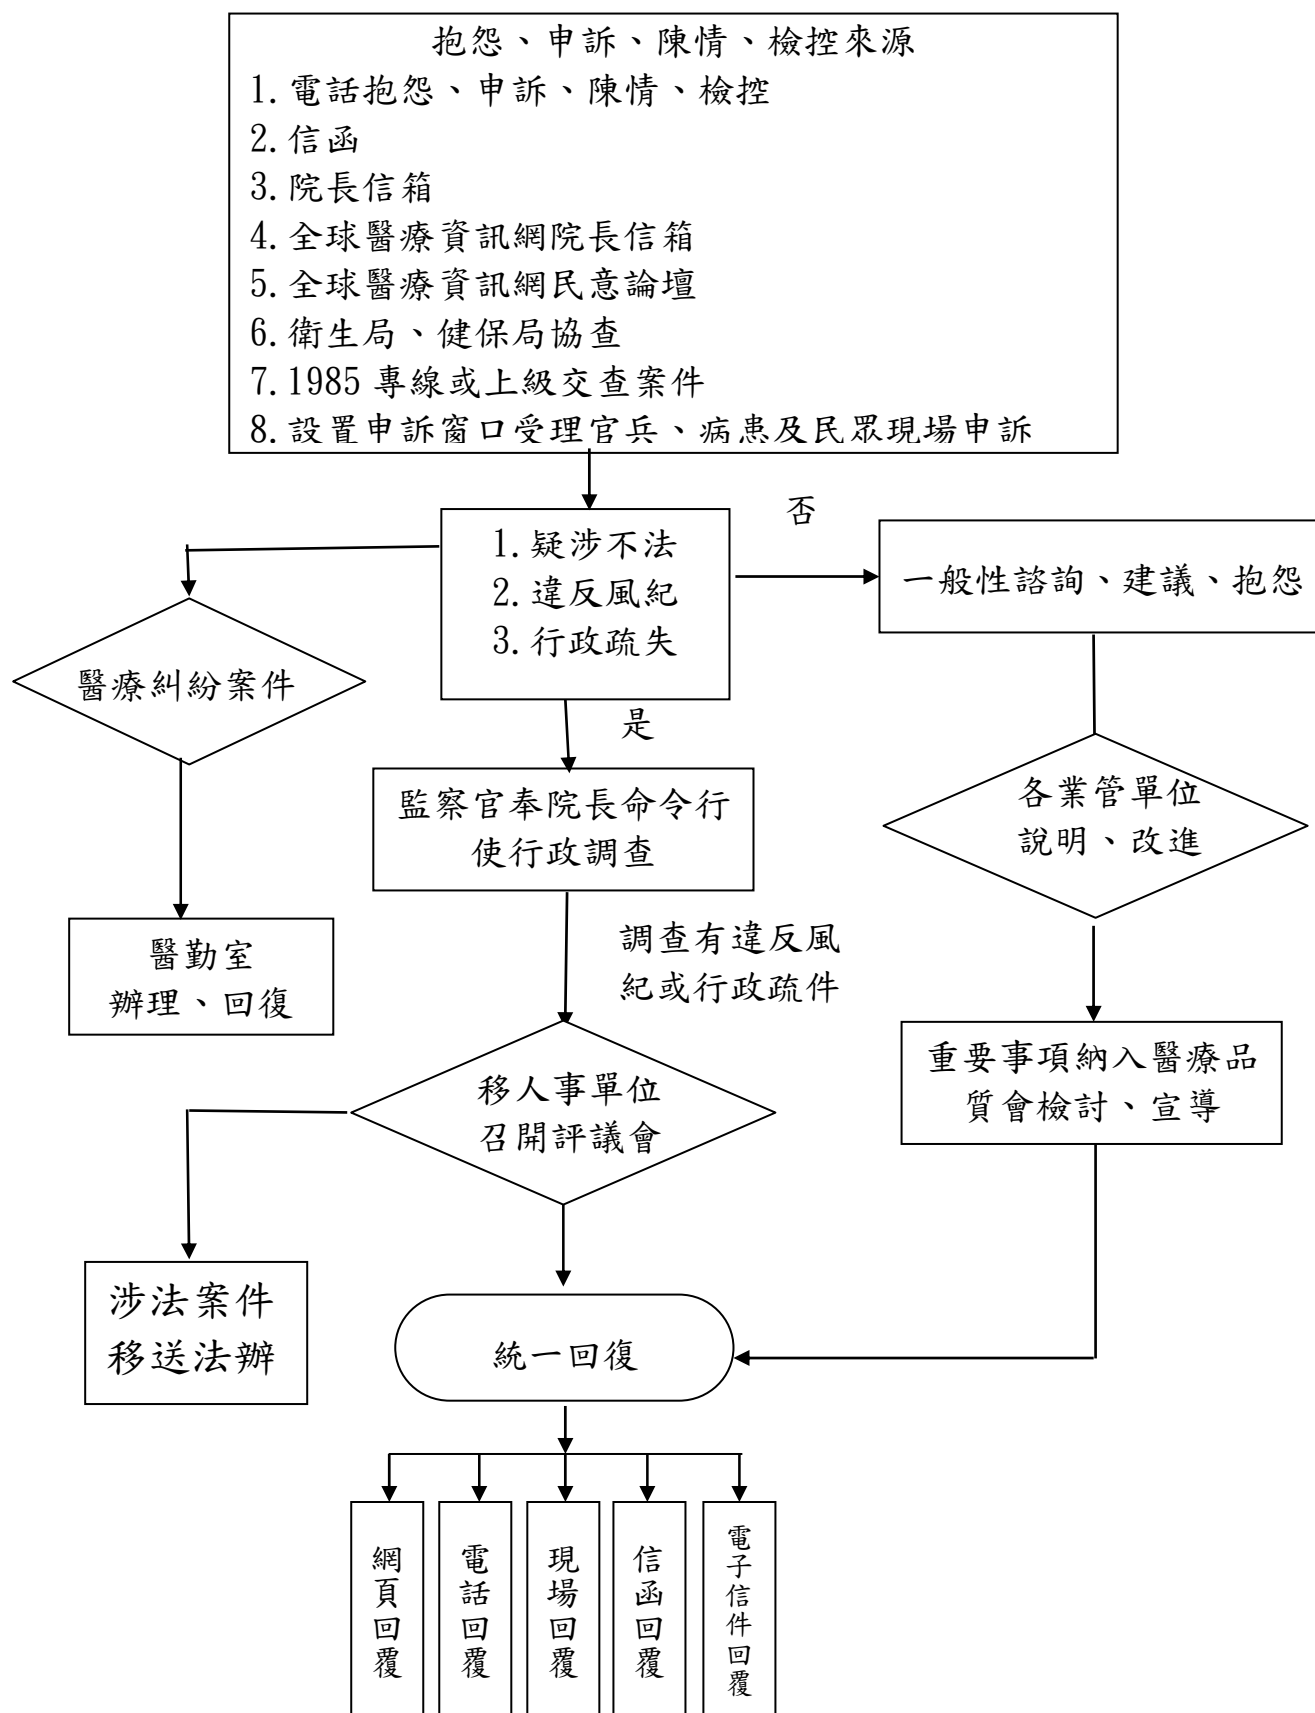 抱怨、申訴、陳情、檢控來源
1.電話抱怨、申訴、陳情、檢控
2.信函
3.院長信箱
4.全球醫療資訊網院長信箱
5.全球醫療資訊網民意論壇
6.衛生局、健保局協查
7.1985 專線或上級交查案件
8.設置申訴窗口受理官兵、病患及民眾現場申訴
否
1.疑涉不法
2.違反風紀
3.行政疏失
一般性諮詢、建議、抱怨
醫療糾紛案件
是
監察官奉院長命令行
使行政調查
各業管單位
說明、改進
醫勤室
辦理、回復
調查有違反風
紀或行政疏件
重要事項納入醫療品
質會檢討、宣導
移人事單位
召開評議會
涉法案件
移送法辦
統一回復
網頁回覆
電話回覆
現場回覆
信函回覆
電子信件回覆